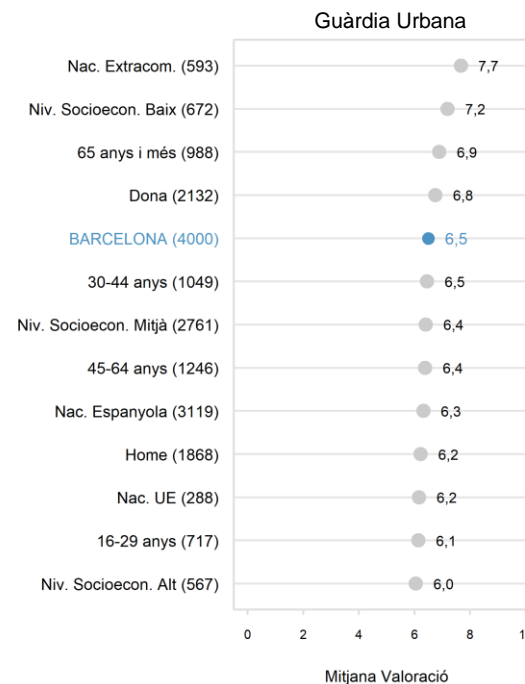 Guàrdia Urbana
Nac. Extracom. (593) 7,7
Niv. Socioecon. Baix (672) 7,2
65 anys i més (988) 6,9
Dona (2132) 6,8
BARCELONA (4000) 6,5
30-44 anys (1049) 6,5
Niv. Socioecon. Mitjà (2761) 6,4
45-64 anys (1246) 6,4
Nac. Espanyola (3119) 6,3
Home (1868) 6,2
Nac. UE (288) 6,2
16-29 anys (717) 6,1
Niv. Socioecon. Alt (567) 6,0
0 2 4 6 8
Mitjana Valoració